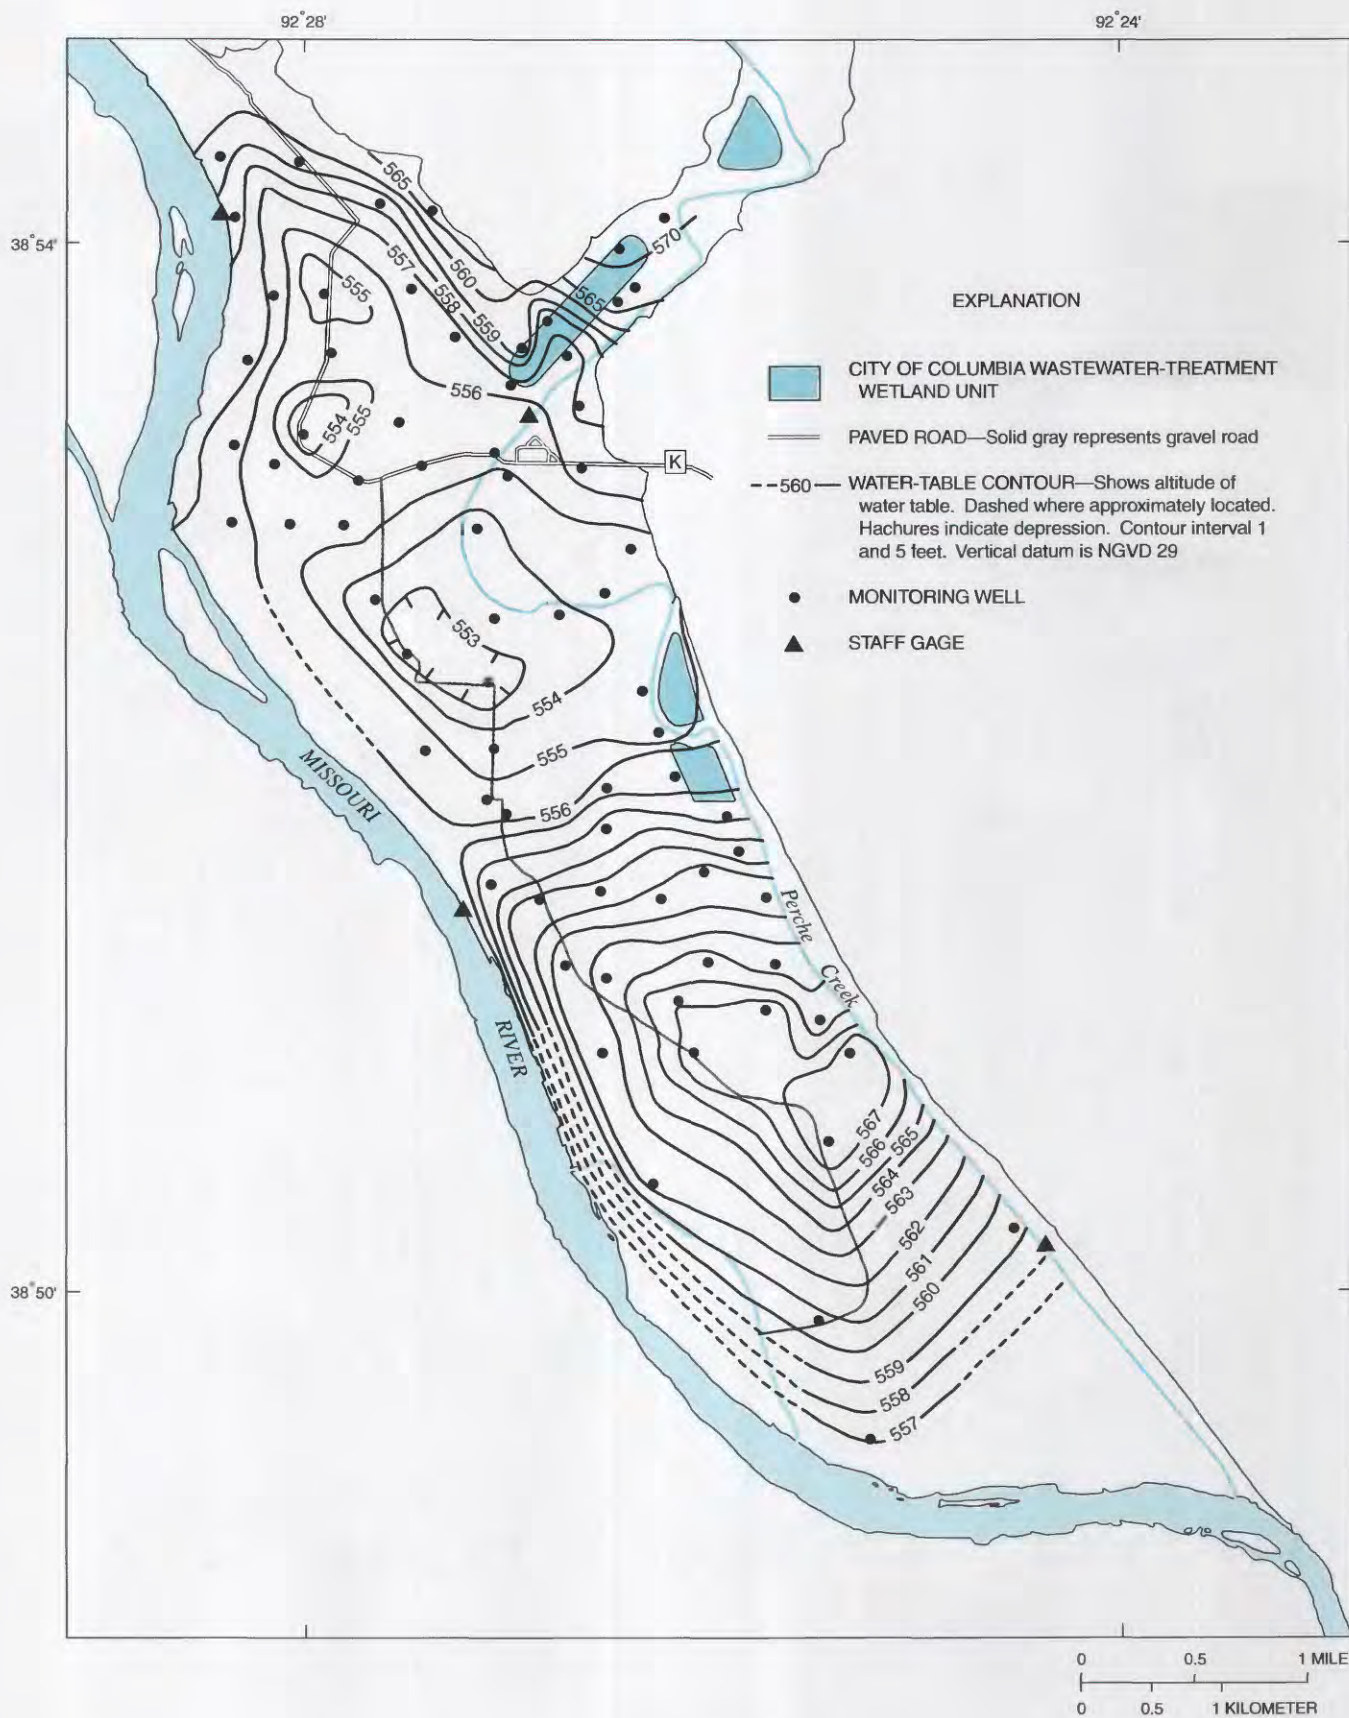 92°28'
92°24'
38°54'
565
570
557
560
565
558
555
559
556
554
555
K
553
554
555
556
MISSOURI
RIVER
Perche
Creek
567
566
565
564
563
562
561
560
559
558
557
38°50'
EXPLANATION
CITY OF COLUMBIA WASTEWATER-TREATMENT
WETLAND UNIT
PAVED ROAD—Solid gray represents gravel road
560
WATER-TABLE CONTOUR—Shows altitude of
water table. Dashed where approximately located.
Hachures indicate depression. Contour interval 1
and 5 feet. Vertical datum is NGVD 29
MONITORING WELL
STAFF GAGE
0 0.5 1 MILE
0 0.5 1 KILOMETER